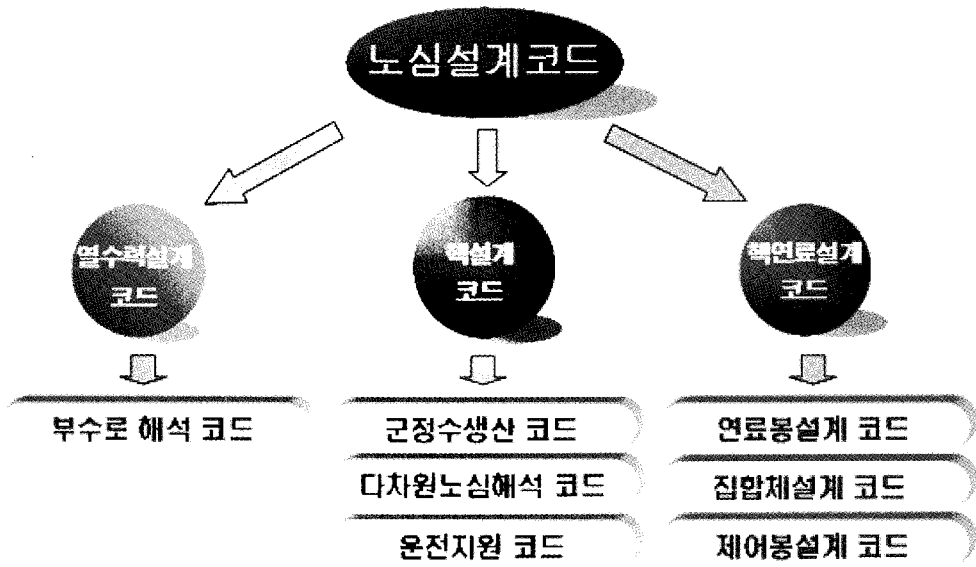 노심설계코드
열수력설계
코드
핵설계
코드
핵연료설계
코드
부수로 해석 코드
군정수생산 코드
다차원노심해석 코드
운전지원 코드
연료봉설계 코드
집합체설계 코드
제어봉설계 코드